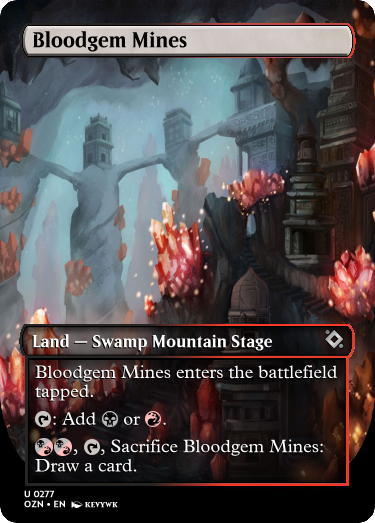 Bloodgem Mines
Land — Swamp Mountain Stage
Bloodgem Mines enters the battlefield
tapped.
: Add or .
, , Sacrifice Bloodgem Mines:
Draw a card.
U 0277
OZN • EN KEVYWK